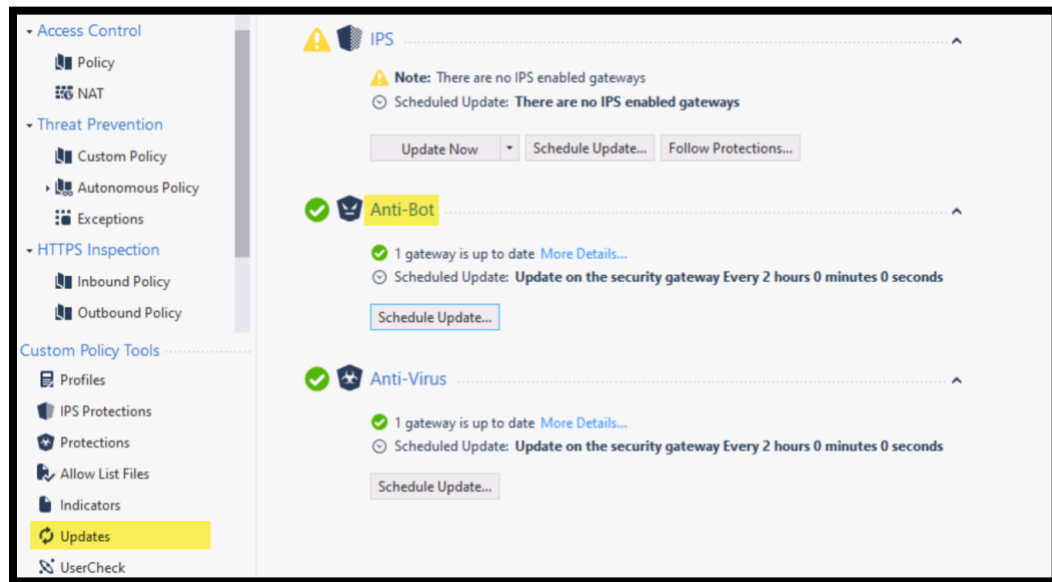 Access Control
Policy
NAT
Threat Prevention
Custom Policy
Autonomous Policy
Exceptions
HTTPS Inspection
Inbound Policy
Outbound Policy
Custom Policy Tools
Profiles
IPS Protections
Protections
Allow List Files
Indicators
Updates
UserCheck
IPS
Note: There are no IPS enabled gateways
Scheduled Update: There are no IPS enabled gateways
Update Now Schedule Update... Follow Protections...
Anti-Bot
1 gateway is up to date More Details...
Scheduled Update: Update on the security gateway Every 2 hours 0 minutes 0 seconds
Schedule Update...
Anti-Virus
1 gateway is up to date More Details...
Scheduled Update: Update on the security gateway Every 2 hours 0 minutes 0 seconds
Schedule Update...